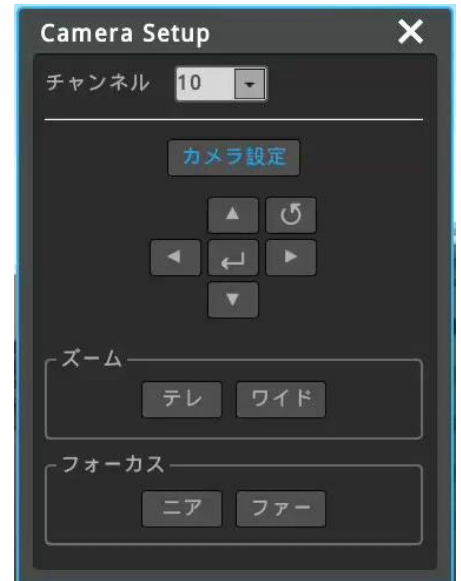 Camera Setup
チャンネル 10
カメラ設定
ズーム
テレ ワイド
フォーカス
ニア ファー